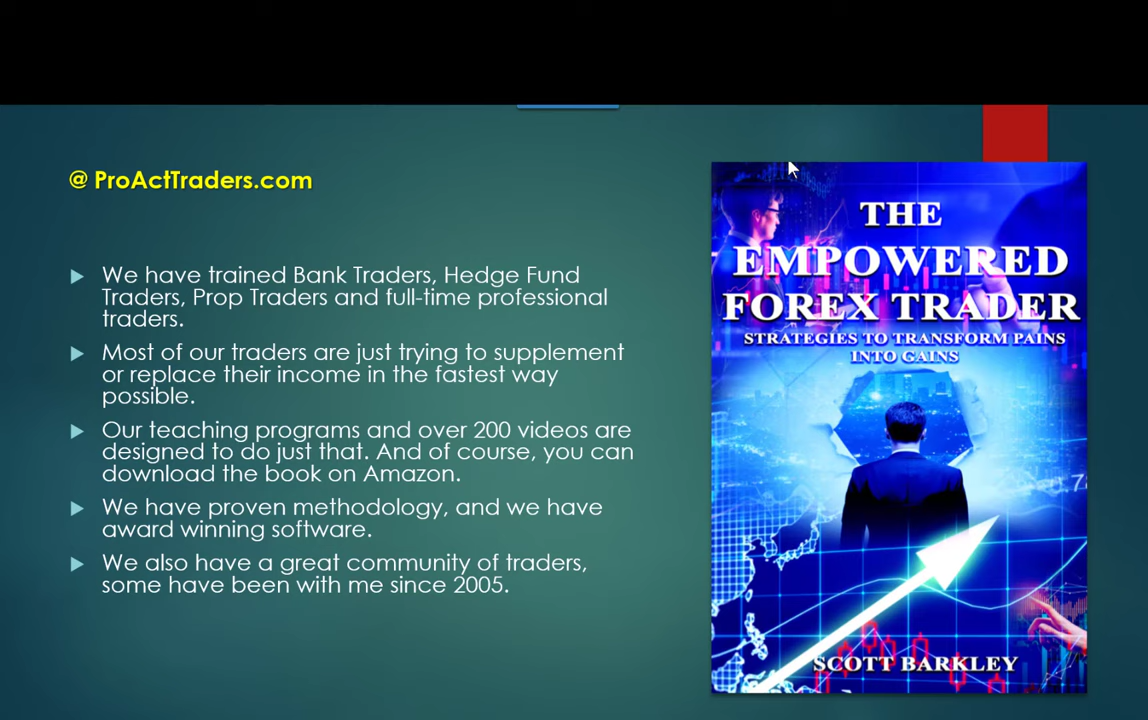 @ ProActTraders.com
We have trained Bank Traders, Hedge Fund
Traders, Prop Traders and full-time professional
traders.
Most of our traders are just trying to supplement
or replace their income in the fastest way
possible.
Our teaching programs and over 200 videos are
designed to do just that. And of course, you can
download the book on Amazon.
We have proven methodology, and we have
award winning software.
We also have a great community of traders,
some have been with me since 2005.
THE
EMPOWERED
FOREX TRADER
STRATEGIES TO TRANSFORM PAINS
INTO GAINS
SCOTT BARKLEY